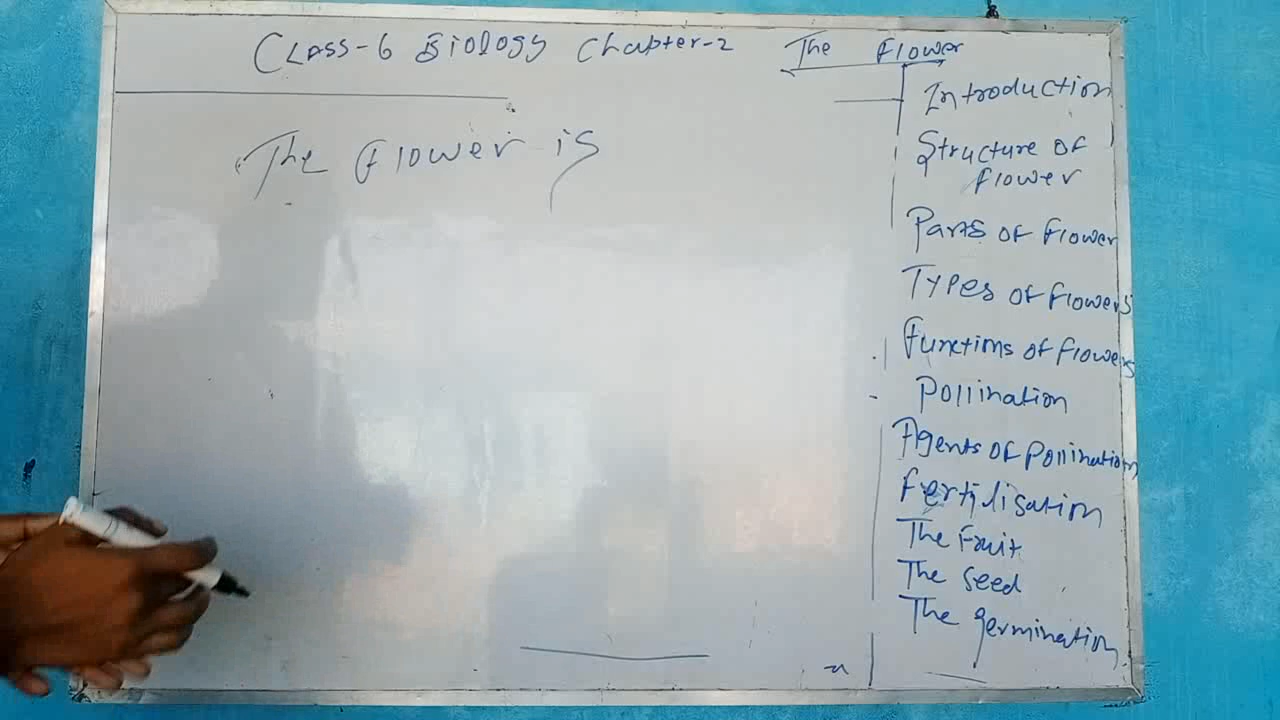 Class-6 Biology Chapter-2 The Flower
The Flower is
Introduction
Structure of
flower
Parts of flower
Types of flowers
Functions of flowers
Pollination
Agents of Pollination
Fertilisation
The Fruit
The seed
The germination